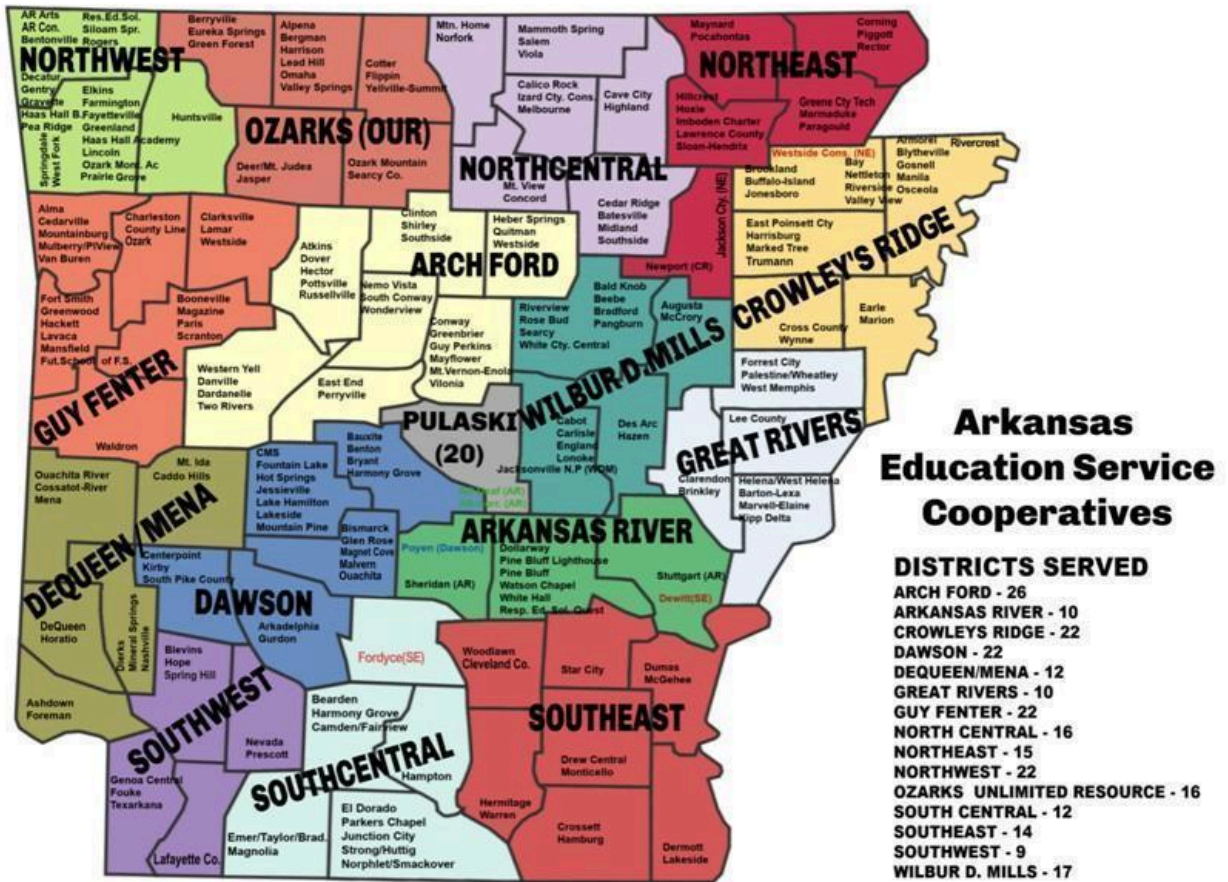 AR Arts
AR Con.
Bentonville
Res.Ed.Sol.
Siloam Spr.
Rogers
NORTHWEST
Decatur
Gentry
Gravette
Haas Hall B.
Pea Ridge
Springdale
West Fork
Elkins
Farmington
Fayetteville
Greenland
Haas Hall Academy
Lincoln
Ozark Mont. Ac
Prairie Grove
Huntsville
Berryville
Eureka Springs
Green Forest
Alpena
Bergman
Harrison
Lead Hill
Omaha
Valley Springs
Cotter
Flippin
Yellville-Summit
OZARKS (OUR)
Deer/Mt. Judea
Jasper
Ozark Mountain
Searcy Co.
Mtn. Home
Norfork
Mammoth Spring
Salem
Viola
Calico Rock
Izard Cty. Cons.
Melbourne
Cave City
Highland
NORTHCENTRAL
Mt. View
Concord
Cedar Ridge
Batesville
Midland
Southside
Maynard
Pocahontas
Corning
Piggott
Rector
NORTHEAST
Hillcrest
Hoxie
Imboden Charter
Lawrence County
Sloan-Hendrix
Greene Cty Tech
Marmaduke
Paragould
Jackson Cty. (NE)
Newport (CR)
Westside Cons. (NE)
Brookland
Buffalo-Island
Jonesboro
Bay
Nettleton
Riverside
Valley View
Armorel
Blytheville
Gosnell
Manila
Osceola
Rivercrest
East Poinsett Cty
Harrisburg
Marked Tree
Trumann
CROWLEY'S RIDGE
Cross County
Wynne
Earle
Marion
Alma
Cedarville
Mountainburg
Mulberry/PlView
Van Buren
Charleston
County Line
Ozark
Clarksville
Lamar
Westside
Fort Smith
Greenwood
Hackett
Lavaca
Mansfield
Fut.School of F.S.
Booneville
Magazine
Paris
Scranton
GUY FENTER
Waldron
Atkins
Dover
Hector
Pottsville
Russellville
Clinton
Shirley
Southside
Heber Springs
Quitman
Westside
ARCH FORD
Nemo Vista
South Conway
Wonderview
Conway
Greenbrier
Guy Perkins
Mayflower
Mt.Vernon-Enola
Vilonia
Western Yell
Danville
Dardanelle
Two Rivers
East End
Perryville
Riverview
Rose Bud
Searcy
White Cty. Central
Bald Knob
Beebe
Bradford
Pangburn
Augusta
McCrory
WILBUR D. MILLS
Cabot
Carlisle
England
Lonoke
Jacksonville N.P (WDM)
Des Arc
Hazen
PULASKI
(20)
Forrest City
Palestine/Wheatley
West Memphis
Lee County
GREAT RIVERS
Clarendon
Brinkley
Helena/West Helena
Barton-Lexa
Marvell-Elaine
Kipp Delta
Ouachita River
Cossatot-River
Mena
Mt. Ida
Caddo Hills
DEQUEEN/MENA
DeQueen
Horatio
Dierks
Mineral Springs
Nashville
Ashdown
Foreman
CMS
Fountain Lake
Hot Springs
Jessieville
Lake Hamilton
Lakeside
Mountain Pine
Bauxite
Benton
Bryant
Harmony Grove
Bismarck
Glen Rose
Magnet Cove
Malvern
Ouachita
Centerpoint
Kirby
South Pike County
DAWSON
Arkadelphia
Gurdon
ARKANSAS RIVER
Poyen (Dawson)
Sheridan (AR)
Dollarway
Pine Bluff Lighthouse
Pine Bluff
Watson Chapel
White Hall
Resp. Ed. Sol. Quest
Stuttgart (AR)
Dewitt(SE)
Blevins
Hope
Spring Hill
SOUTHWEST
Nevada
Prescott
Genoa Central
Fouke
Texarkana
Lafayette Co.
Fordyce(SE)
Bearden
Harmony Grove
Camden/Fairview
Hampton
SOUTHCENTRAL
Emer/Taylor/Brad.
Magnolia
El Dorado
Parkers Chapel
Junction City
Strong/Huttig
Norphlet/Smackover
Woodlawn
Cleveland Co.
Star City
Dumas
McGehee
SOUTHEAST
Drew Central
Monticello
Hermitage
Warren
Crossett
Hamburg
Dermott
Lakeside
Arkansas
Education Service
Cooperatives
DISTRICTS SERVED
ARCH FORD - 26
ARKANSAS RIVER - 10
CROWLEYS RIDGE - 22
DAWSON - 22
DEQUEEN/MENA - 12
GREAT RIVERS - 10
GUY FENTER - 22
NORTH CENTRAL - 16
NORTHEAST - 15
NORTHWEST - 22
OZARKS UNLIMITED RESOURCE - 16
SOUTH CENTRAL - 12
SOUTHEAST - 14
SOUTHWEST - 9
WILBUR D. MILLS - 17